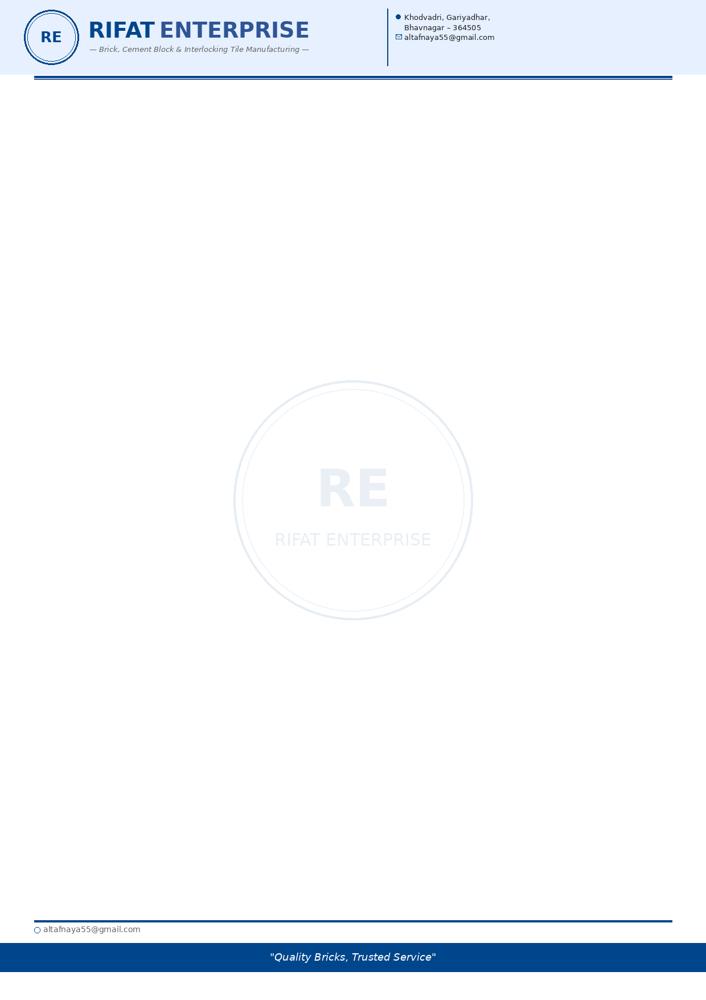 RE
RIFAT ENTERPRISE
— Brick, Cement Block & Interlocking Tile Manufacturing —
Khodvadri, Gariyadhar,
Bhavnagar – 364505
altafnaya55@gmail.com
RE
RIFAT ENTERPRISE
altafnaya55@gmail.com
"Quality Bricks, Trusted Service"